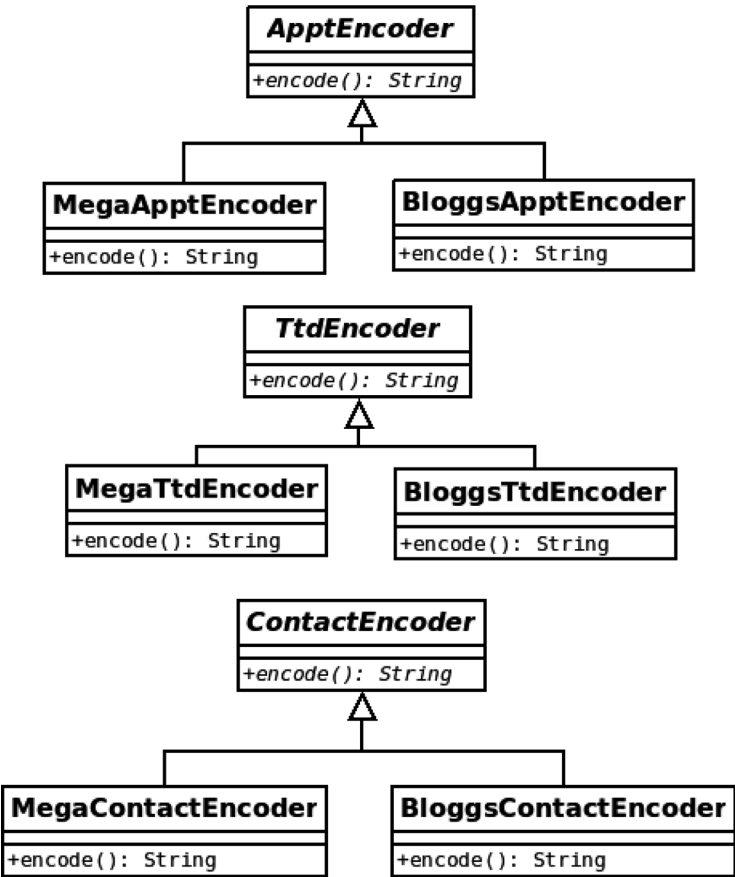 ApptEncoder
+encode(): String
MegaApptEncoder
+encode(): String
BloggsApptEncoder
+encode(): String
TtdEncoder
+encode(): String
MegaTtdEncoder
+encode(): String
BloggsTtdEncoder
+encode(): String
ContactEncoder
+encode(): String
MegaContactEncoder
+encode(): String
BloggsContactEncoder
+encode(): String